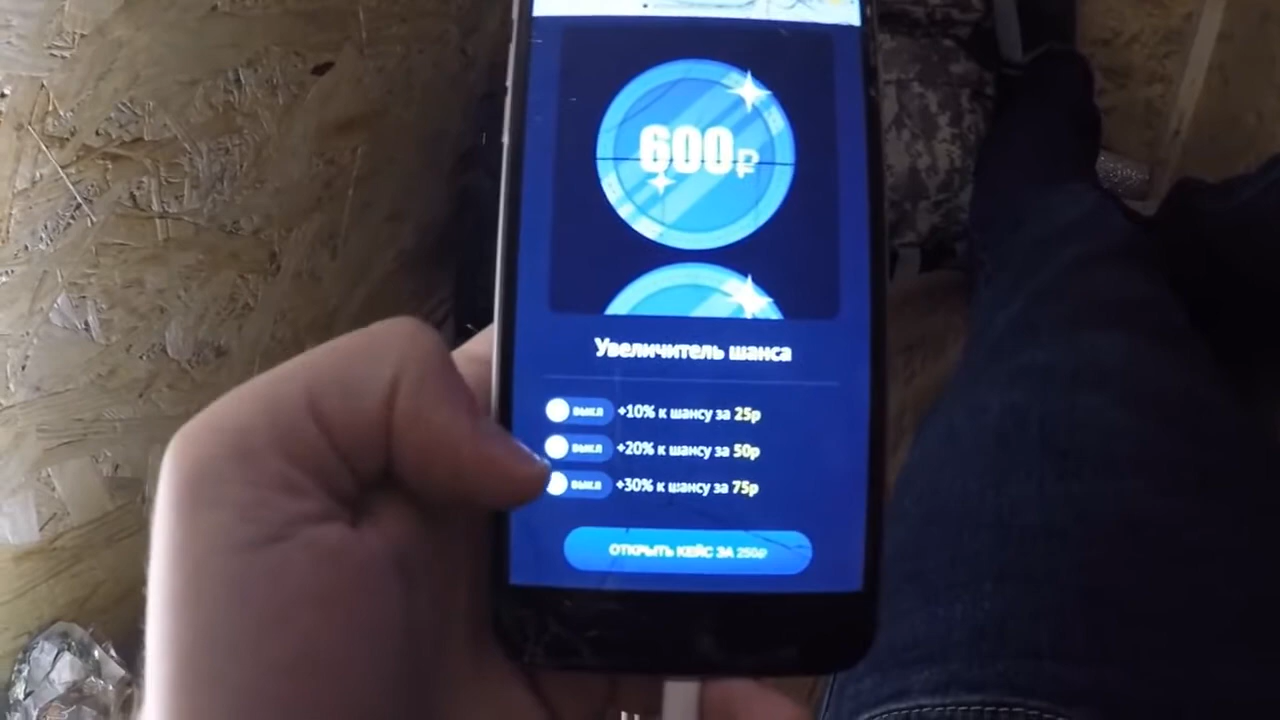 600₽
Увеличитель шанса
ВЫКЛ +10% к шансу за 25р
ВЫКЛ +20% к шансу за 50р
ВЫКЛ +30% к шансу за 75р
ОТКРЫТЬ КЕЙС ЗА 250₽